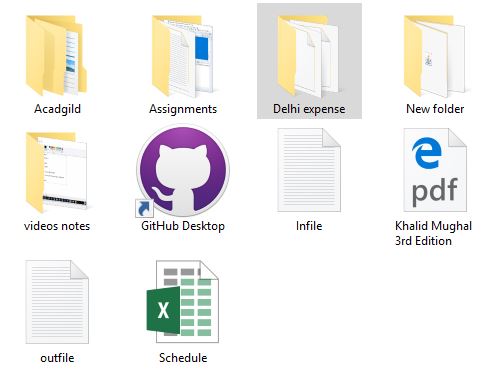 Acadgild
Assignments
Delhi expense
New folder
videos notes
GitHub Desktop
Infile
pdf
Khalid Mughal
3rd Edition
outfile
X
Schedule